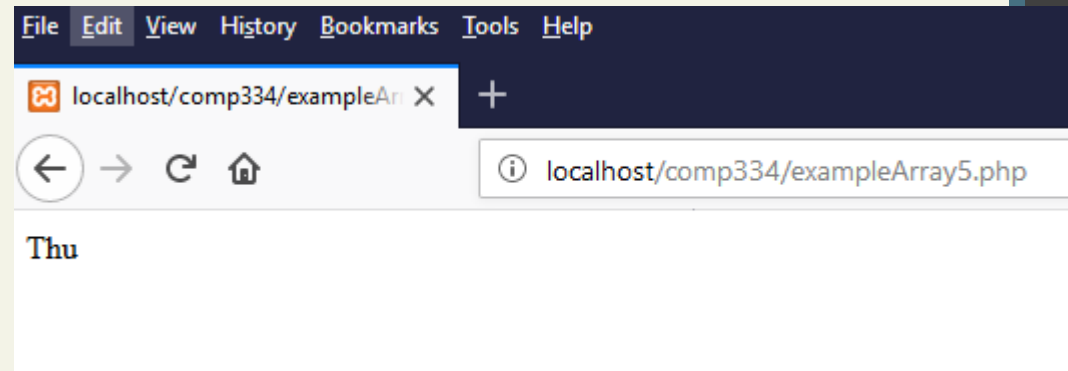 File Edit View History Bookmarks Tools Help
localhost/comp334/exampleAr
localhost/comp334/exampleArray5.php
Thu